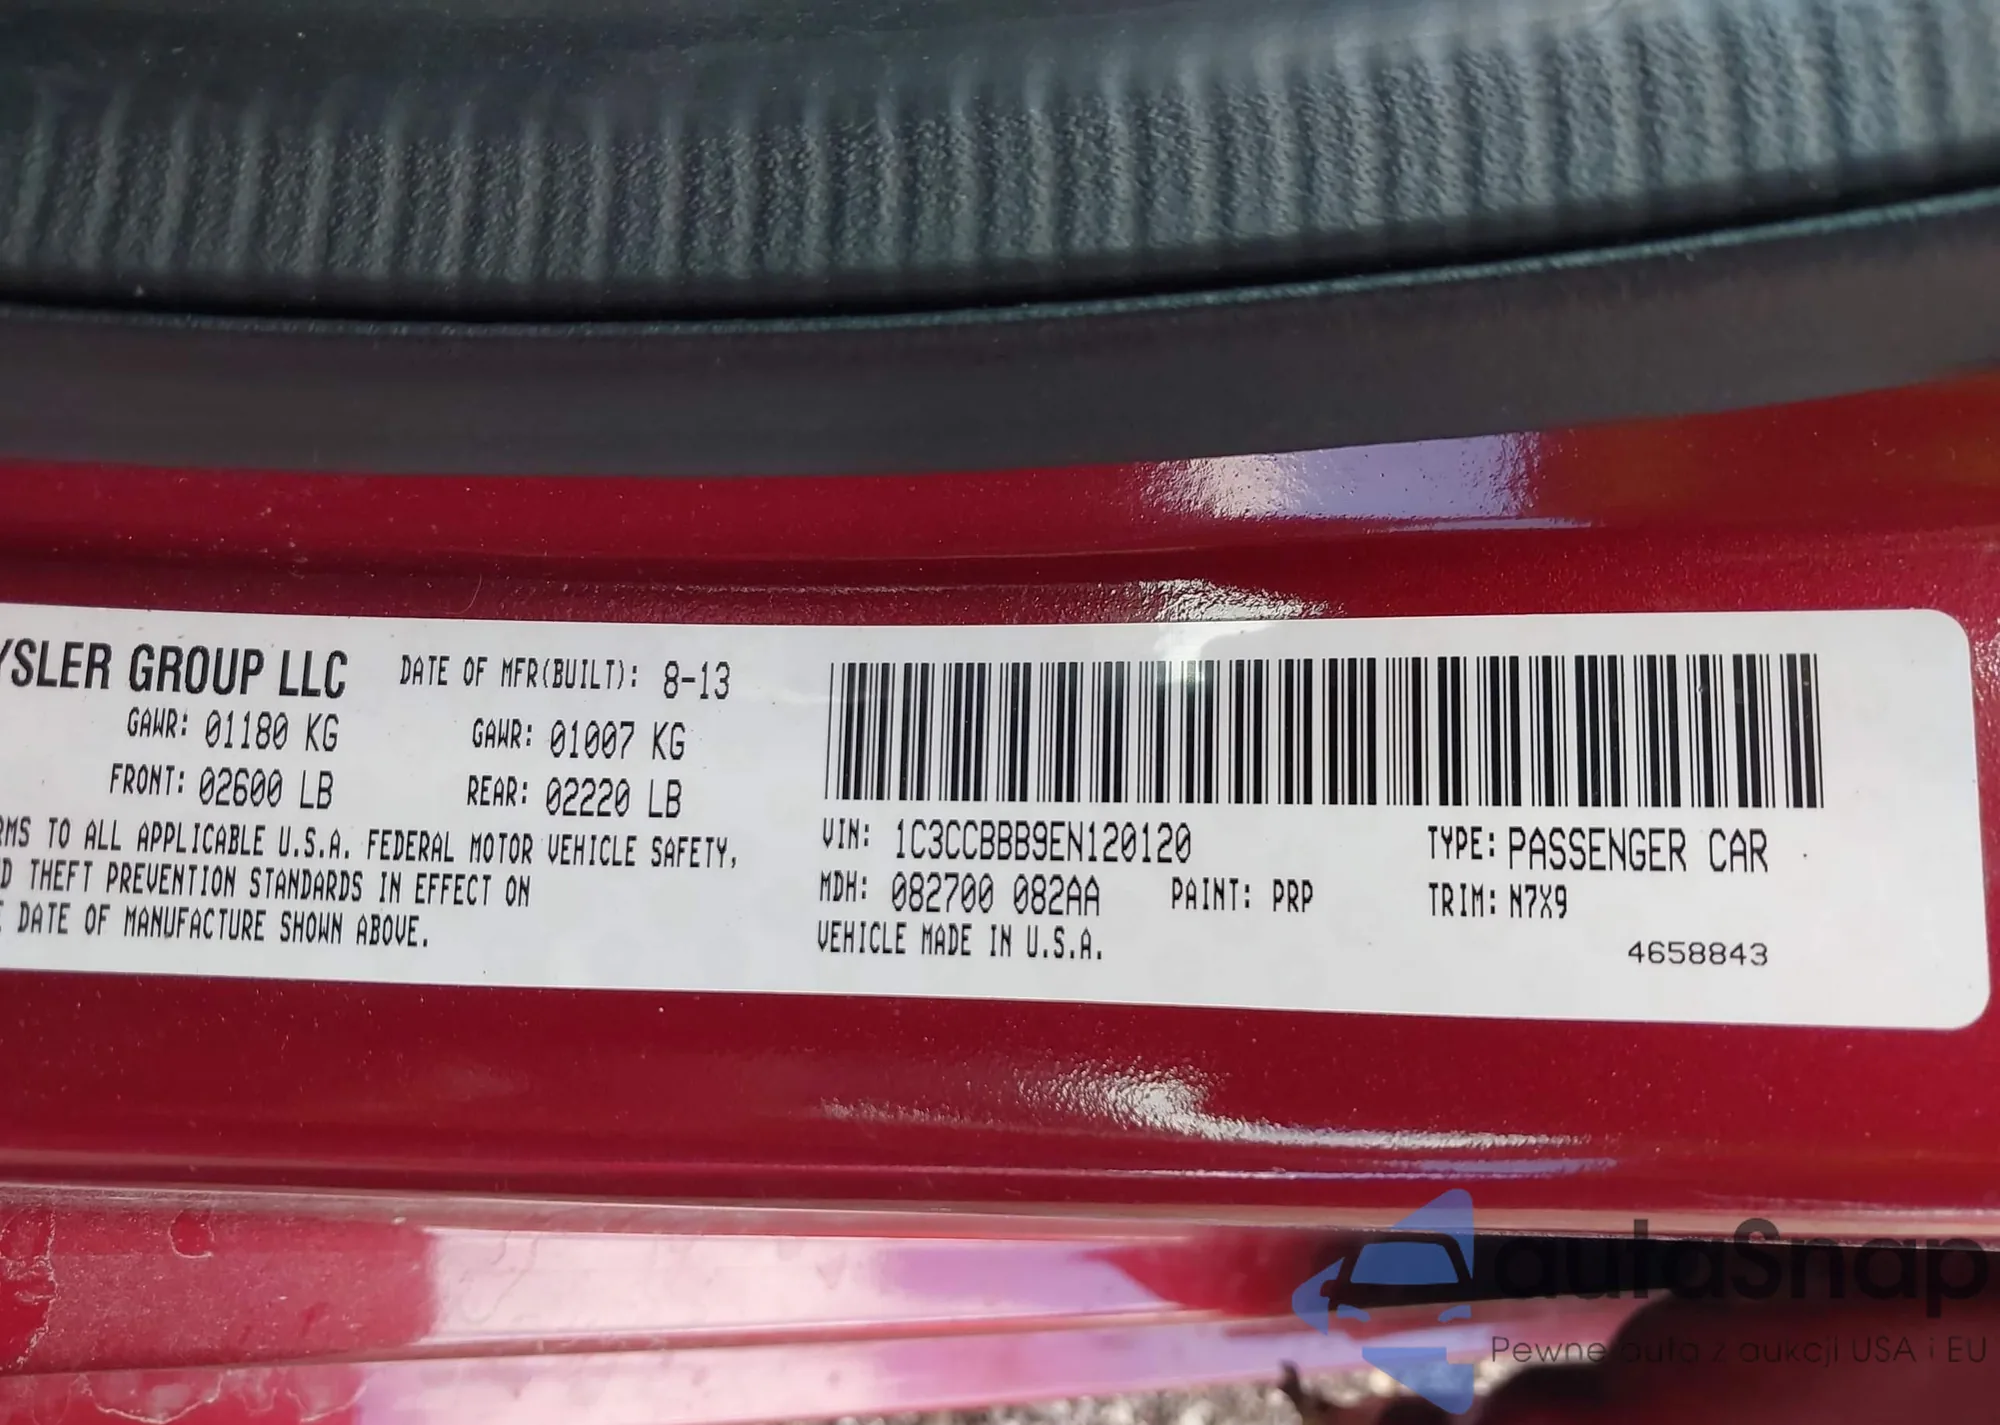 YSLER GROUP LLC DATE OF MFR(BUILT): 8-13
GAWR: 01180 KG GAWR: 01007 KG
FRONT: 02600 LB REAR: 02220 LB
RMS TO ALL APPLICABLE U.S.A. FEDERAL MOTOR VEHICLE SAFETY,
D THEFT PREVENTION STANDARDS IN EFFECT ON
E DATE OF MANUFACTURE SHOWN ABOVE.
VIN: 1C3CCBBB9EN120120 TYPE: PASSENGER CAR
MDH: 082700 082AA PAINT: PRP TRIM: N7X9
VEHICLE MADE IN U.S.A.
4658843
autaSnap
Pewne auta z aukcji USA i EU